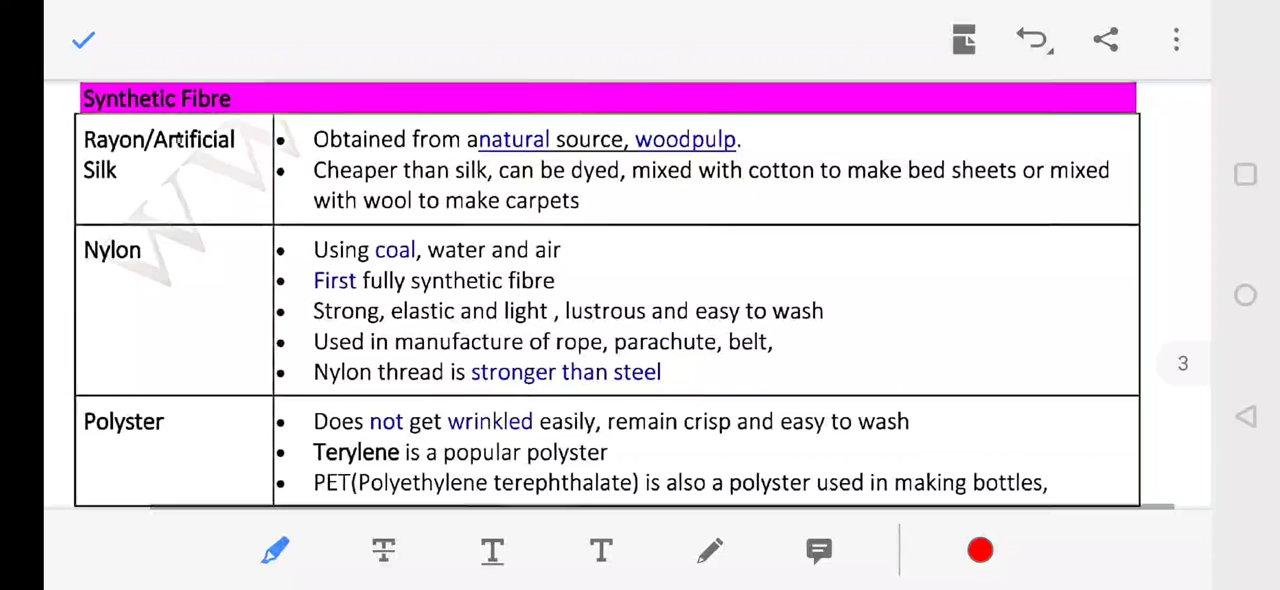 Synthetic Fibre
Rayon/Artificial
Silk
• Obtained from a natural source, woodpulp.
• Cheaper than silk, can be dyed, mixed with cotton to make bed sheets or mixed
with wool to make carpets
Nylon
• Using coal, water and air
• First fully synthetic fibre
• Strong, elastic and light , lustrous and easy to wash
• Used in manufacture of rope, parachute, belt,
• Nylon thread is stronger than steel
3
Polyster
• Does not get wrinkled easily, remain crisp and easy to wash
• Terylene is a popular polyster
• PET(Polyethylene terephthalate) is also a polyster used in making bottles,
T T T
WW